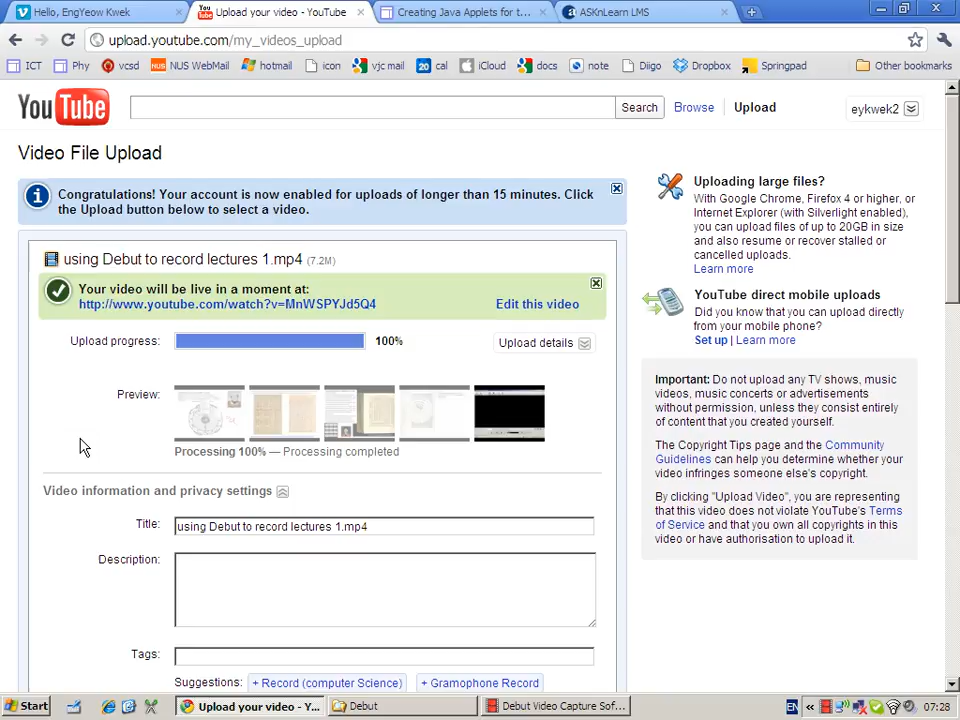 Hello, EngYeow Kwek
Upload your video - YouTube
Creating Java Applets for t...
ASKnLearn LMS
upload.youtube.com/my_videos_upload
ICT
Phy
vcsd
NUS WebMail
hotmail
icon
vjc mail
20 cal
iCloud
docs
note
Diigo
Dropbox
Springpad
Other bookmarks
YouTube
Search
Browse
Upload
eykwek2
Video File Upload
Congratulations! Your account is now enabled for uploads of longer than 15 minutes. Click
the Upload button below to select a video.
using Debut to record lectures 1.mp4 (7.2M)
Your video will be live in a moment at:
http://www.youtube.com/watch?v=MnWSPYJd5Q4
Edit this video
Upload progress:
100%
Upload details
Preview:
Processing 100% — Processing completed
Video information and privacy settings
Title:
using Debut to record lectures 1.mp4
Description:
Tags:
Suggestions:
+ Record (computer Science)
+ Gramophone Record
Uploading large files?
With Google Chrome, Firefox 4 or higher, or
Internet Explorer (with Silverlight enabled),
you can upload files of up to 20GB in size
and also resume or recover stalled or
cancelled uploads.
Learn more
YouTube direct mobile uploads
Did you know that you can upload directly
from your mobile phone?
Set up | Learn more
Important: Do not upload any TV shows, music
videos, music concerts or advertisements
without permission, unless they consist entirely
of content that you created yourself.
The Copyright Tips page and the Community
Guidelines can help you determine whether your
video infringes someone else's copyright.
By clicking "Upload Video", you are representing
that this video does not violate YouTube's Terms
of Service and that you own all copyrights in this
video or have authorisation to upload it.
Start
Upload your video - Y...
Debut
Debut Video Capture Sof...
EN
07:28